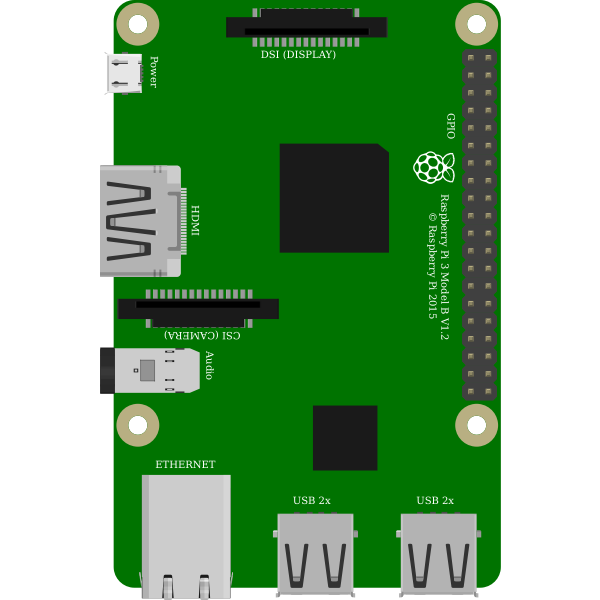 DSI (DISPLAY)
Power
GPIO
HDMI
Raspberry Pi 3 Model B V1.2
© Raspberry Pi 2015
CSI (CAMERA)
Audio
ETHERNET
USB 2x
USB 2x